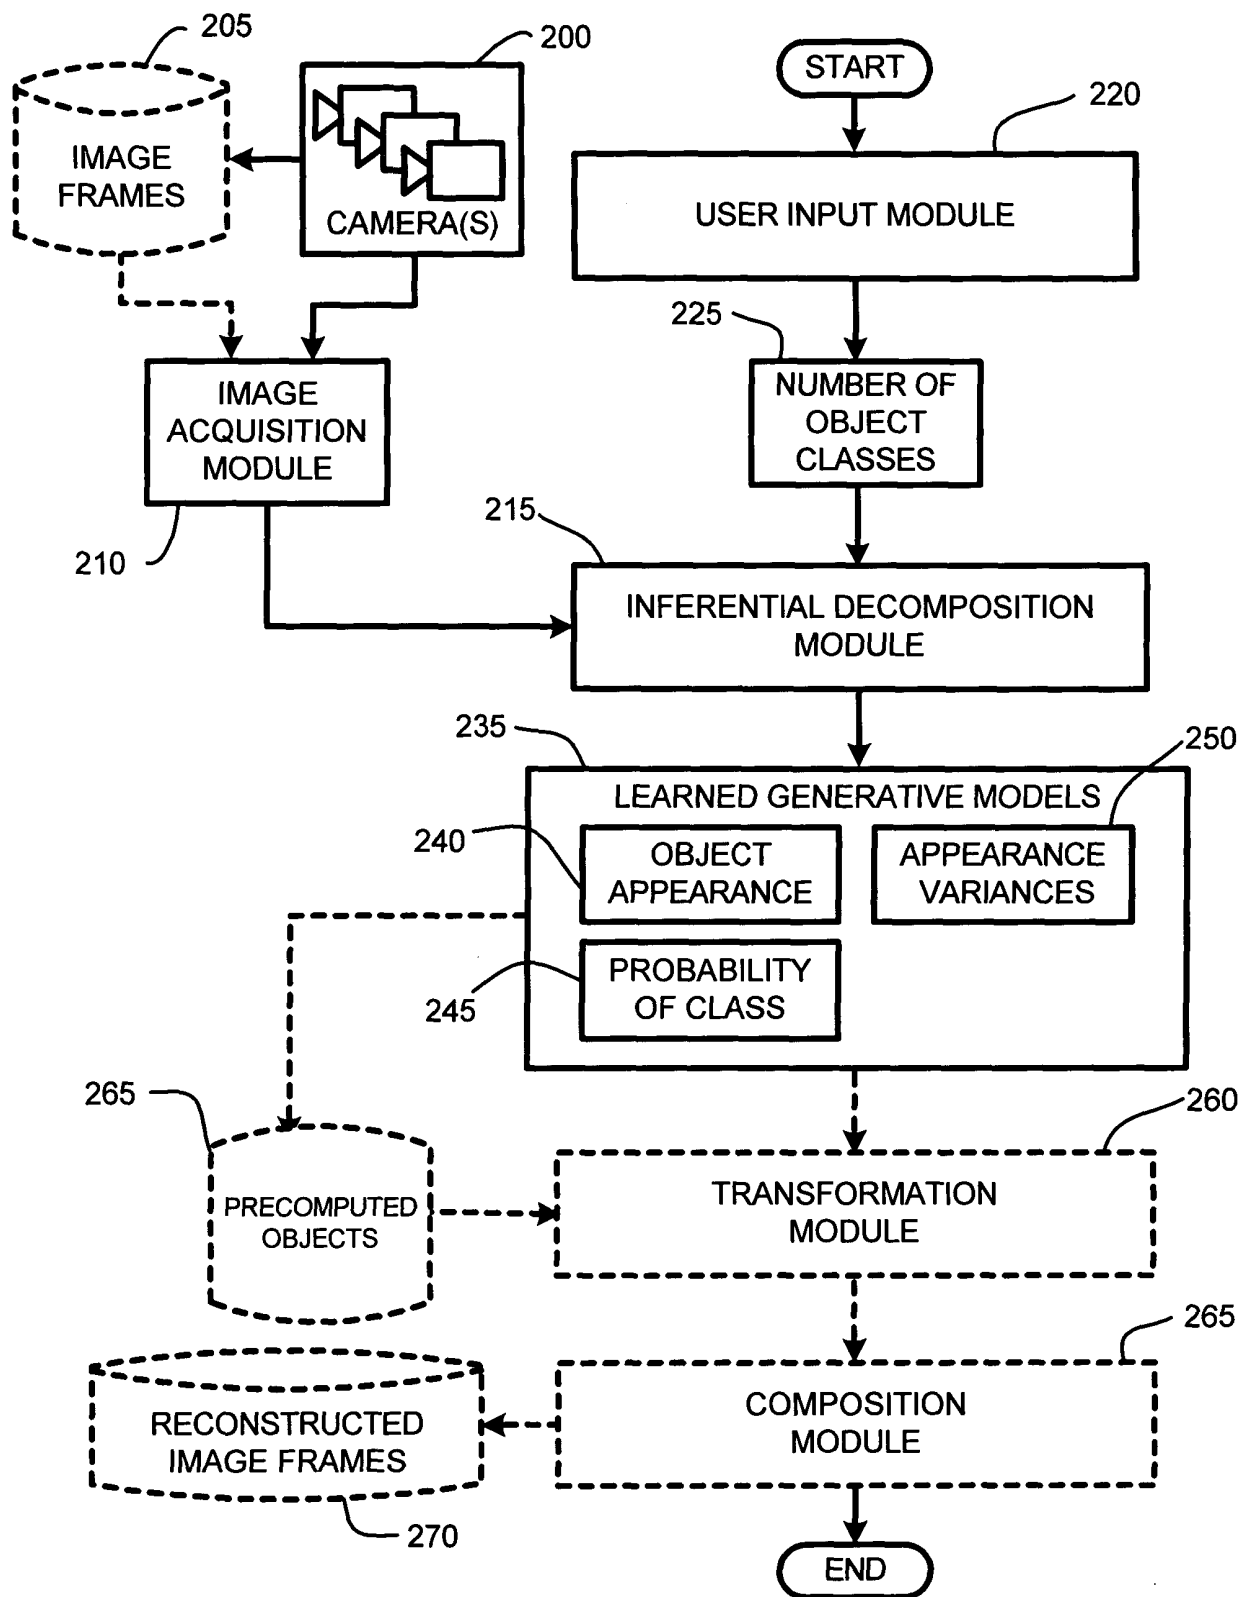 205
200
START
220
IMAGE
FRAMES
CAMERA(S)
USER INPUT MODULE
225
IMAGE
ACQUISITION
MODULE
NUMBER OF
OBJECT
CLASSES
210
215
INFERENTIAL DECOMPOSITION
MODULE
235
250
LEARNED GENERATIVE MODELS
240
OBJECT
APPEARANCE
APPEARANCE
VARIANCES
245
PROBABILITY
OF CLASS
265
260
PRECOMPUTED
OBJECTS
TRANSFORMATION
MODULE
265
RECONSTRUCTED
IMAGE FRAMES
COMPOSITION
MODULE
270
END